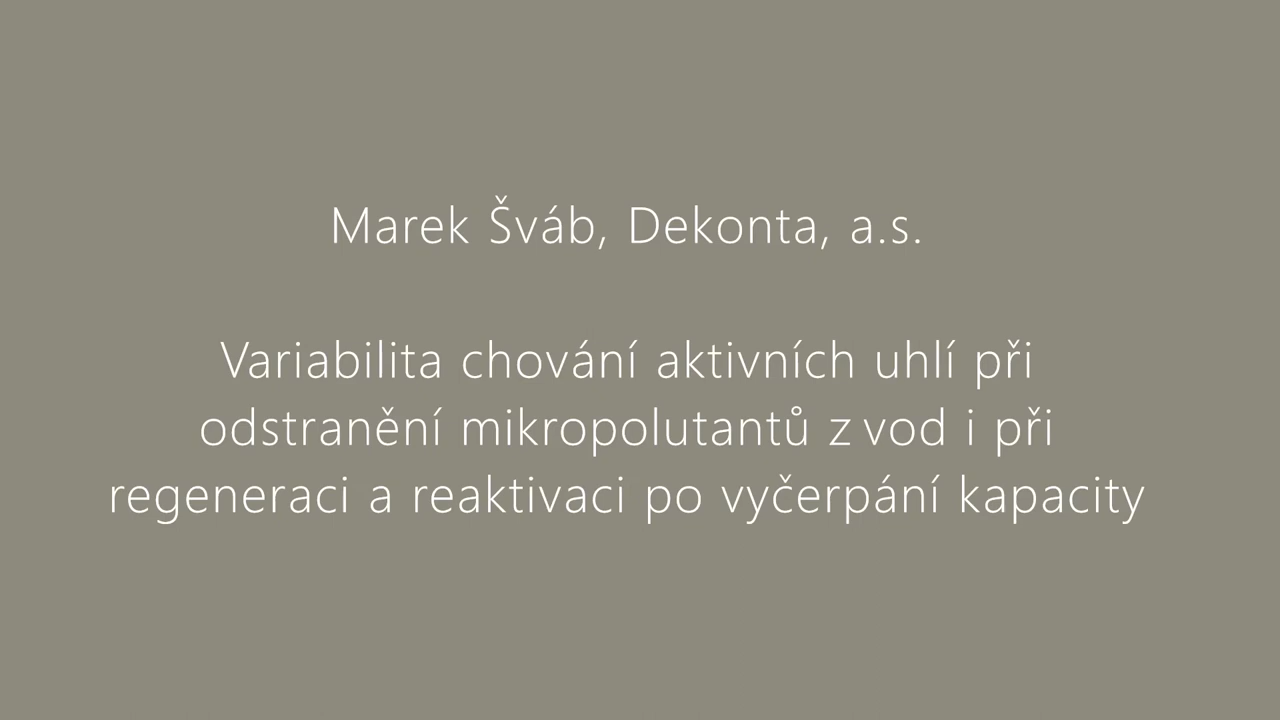 Marek Šváb, Dekonta, a.s.
Variabilita chování aktivních uhlí při
odstranění mikropolutantů z vod i při
regeneraci a reaktivaci po vyčerpání kapacity